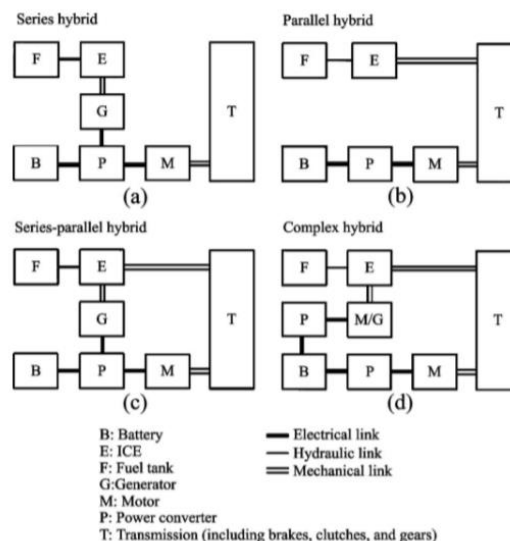 Series hybrid
F E
G
T
B P M
(a)
Parallel hybrid
F E
T
B P M
(b)
Series-parallel hybrid
F E
G
T
B P M
(c)
Complex hybrid
F E
P M/G
T
B P M
(d)
B: Battery
E: ICE
F: Fuel tank
G:Generator
M: Motor
P: Power converter
T: Transmission (including brakes, clutches, and gears)
Electrical link
Hydraulic link
Mechanical link